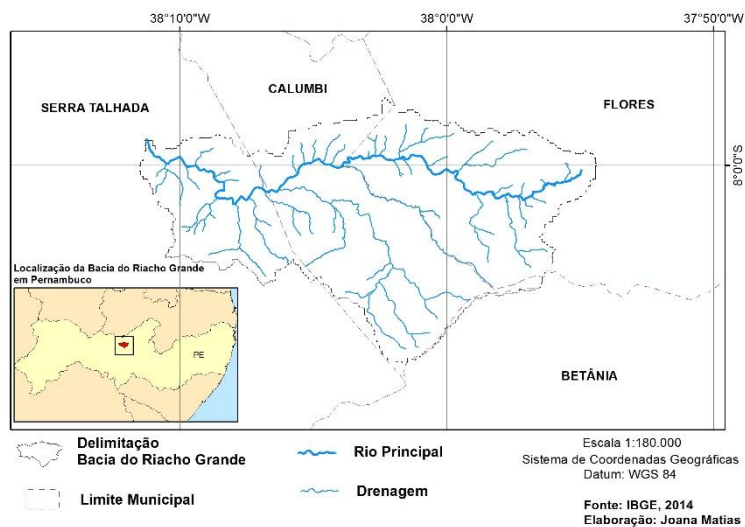 38°10'0"W
38°0'0"W
37°50'0"W
CALUMBI
SERRA TALHADA
FLORES
8°0'0"S
Localização da Bacia do Riacho Grande
em Pernambuco
PE
BETÂNIA
Delimitação
Bacia do Riacho Grande
Rio Principal
Limite Municipal
Drenagem
Escala 1:180.000
Sistema de Coordenadas Geográficas
Datum: WGS 84
Fonte: IBGE, 2014
Elaboração: Joana Matias